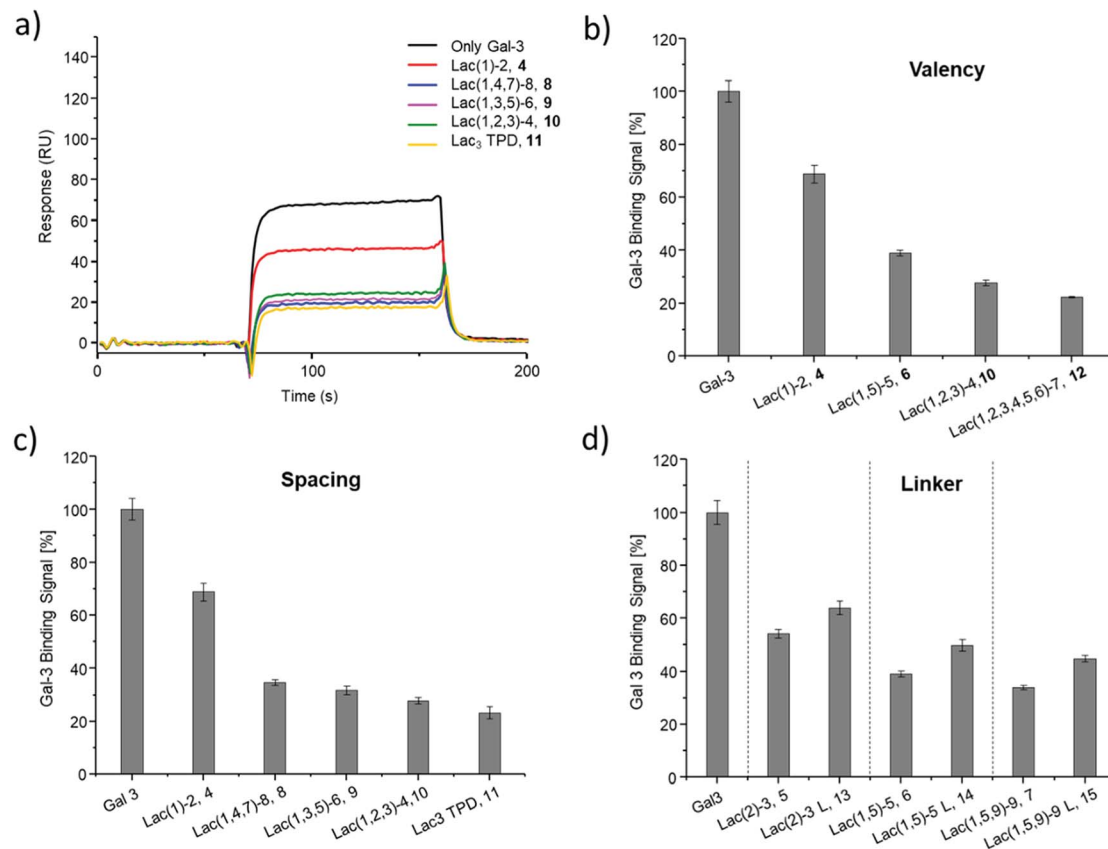 a)
Response (RU)
140
120
100
80
60
40
20
0
0
100
200
Time (s)
Only Gal-3
Lac(1)-2, 4
Lac(1,4,7)-8, 8
Lac(1,3,5)-6, 9
Lac(1,2,3)-4, 10
Lac₃ TPD, 11
b)
Valency
Gal-3 Binding Signal [%]
120
100
80
60
40
20
0
Gal-3
Lac(1)-2, 4
Lac(1,5)-5, 6
Lac(1,2,3)-4,10
Lac(1,2,3,4,5,6)-7, 12
c)
Spacing
Gal-3 Binding Signal [%]
120
100
80
60
40
20
0
Gal 3
Lac(1)-2, 4
Lac(1,4,7)-8, 8
Lac(1,3,5)-6, 9
Lac(1,2,3)-4,10
Lac3 TPD, 11
d)
Linker
Gal 3 Binding Signal [%]
120
100
80
60
40
20
0
Gal3
Lac(2)-3, 5
Lac(2)-3 L, 13
Lac(1,5)-5, 6
Lac(1,5)-5 L, 14
Lac(1,5,9)-9, 7
Lac(1,5,9)-9 L, 15